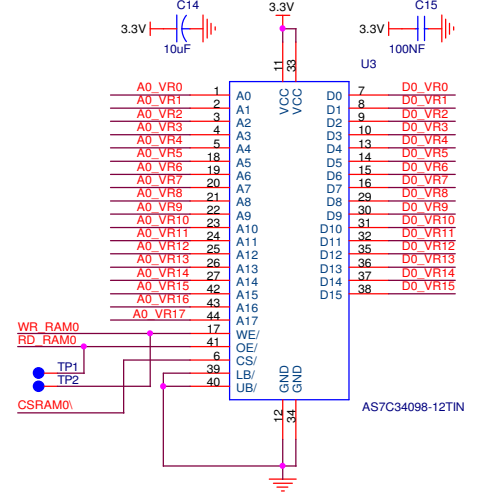 C14 3.3V C15
3.3V 3.3V
10uF 100NF
U3
11 33
VCC VCC
A0_VR0 1 A0 D0 7 D0_VR0
A0_VR1 2 A1 D1 8 D0_VR1
A0_VR2 3 A2 D2 9 D0_VR2
A0_VR3 4 A3 D3 10 D0_VR3
A0_VR4 5 A4 D4 13 D0_VR4
A0_VR5 18 A5 D5 14 D0_VR5
A0_VR6 19 A6 D6 15 D0_VR6
A0_VR7 20 A7 D7 16 D0_VR7
A0_VR8 21 A8 D8 29 D0_VR8
A0_VR9 22 A9 D9 30 D0_VR9
A0_VR10 23 A10 D10 31 D0_VR10
A0_VR11 24 A11 D11 32 D0_VR11
A0_VR12 25 A12 D12 35 D0_VR12
A0_VR13 26 A13 D13 36 D0_VR13
A0_VR14 27 A14 D14 37 D0_VR14
A0_VR15 42 A15 D15 38 D0_VR15
A0_VR16 43 A16
A0_VR17 44 A17
WR_RAM0 17 WE/
RD_RAM0 41 OE/
6 CS/
TP1 39 LB/
TP2 40 UB/
GND GND
CSRAM0\ AS7C34098-12TIN
12 34